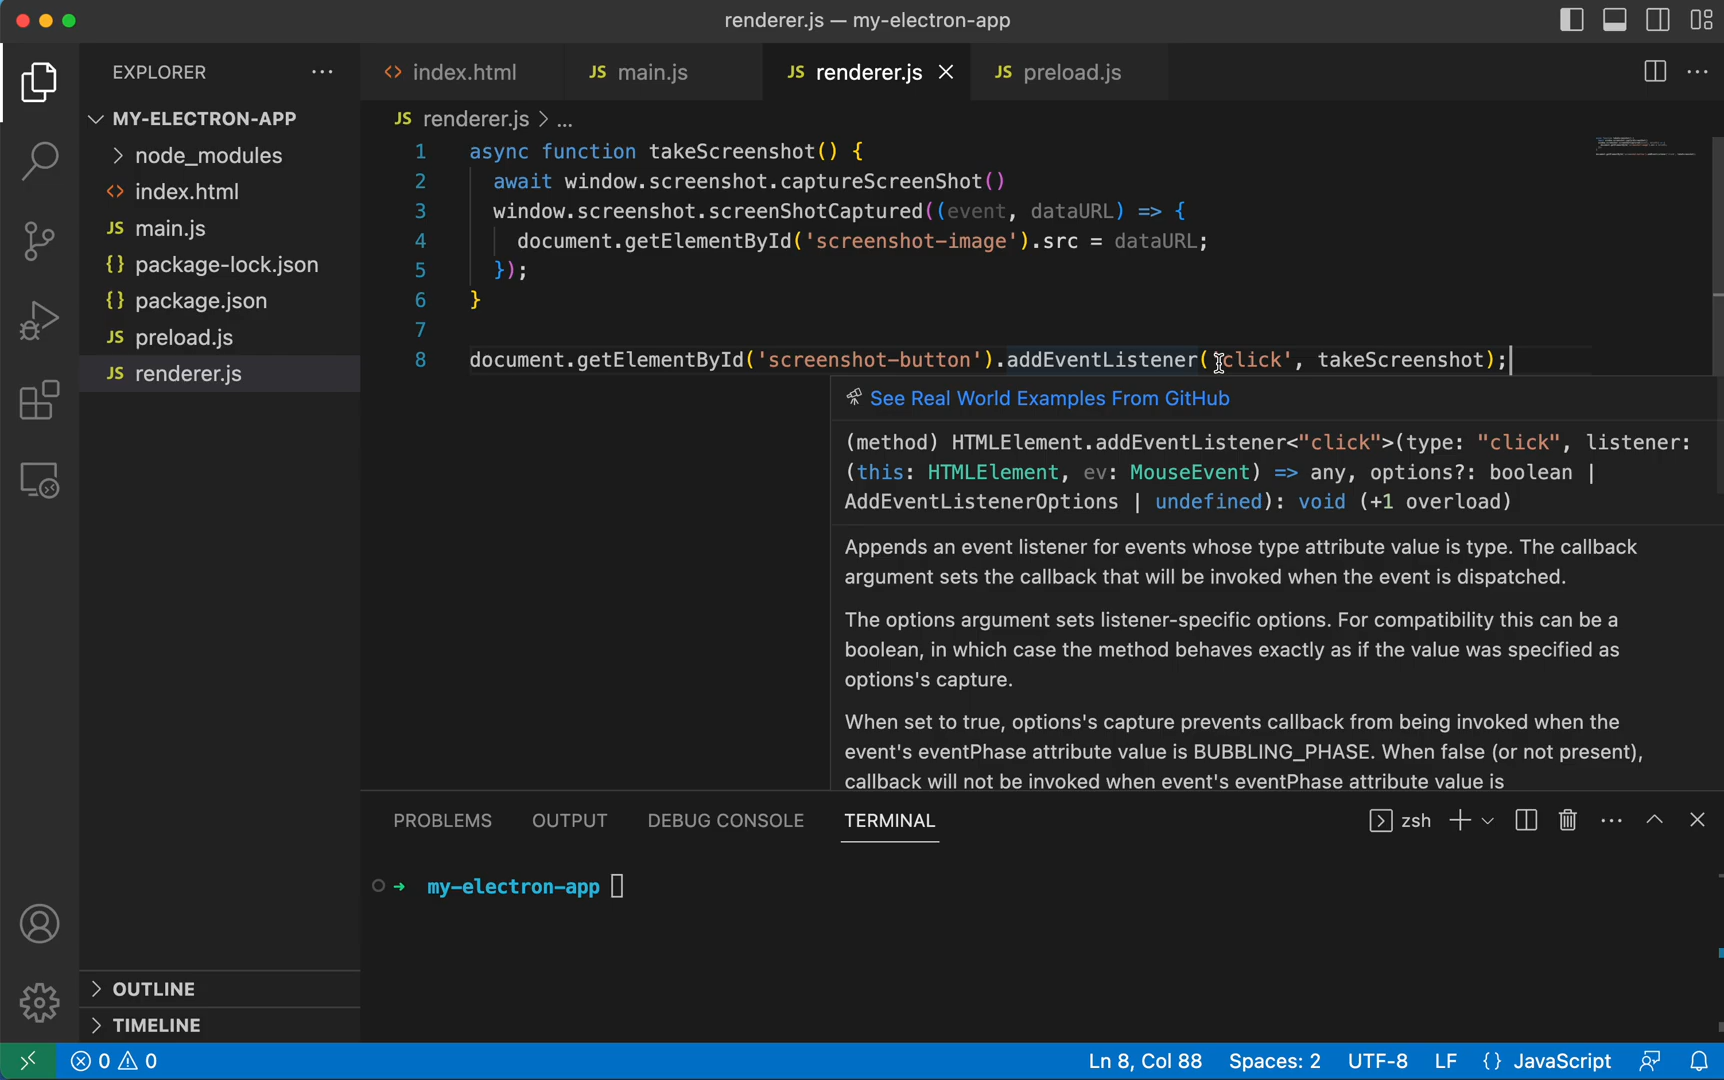 renderer.js — my-electron-app
EXPLORER
MY-ELECTRON-APP
node_modules
index.html
JS main.js
{} package-lock.json
{} package.json
JS preload.js
JS renderer.js
OUTLINE
TIMELINE
<> index.html
JS main.js
JS renderer.js
JS preload.js
JS renderer.js > ...
1 async function takeScreenshot() {
2 await window.screenshot.captureScreenShot()
3 window.screenshot.screenShotCaptured((event, dataURL) => {
4 document.getElementById('screenshot-image').src = dataURL;
5 });
6 }
7
8 document.getElementById('screenshot-button').addEventListener('click', takeScreenshot);
See Real World Examples From GitHub
(method) HTMLElement.addEventListener<"click">(type: "click", listener:
(this: HTMLElement, ev: MouseEvent) => any, options?: boolean |
AddEventListenerOptions | undefined): void (+1 overload)
Appends an event listener for events whose type attribute value is type. The callback
argument sets the callback that will be invoked when the event is dispatched.
The options argument sets listener-specific options. For compatibility this can be a
boolean, in which case the method behaves exactly as if the value was specified as
options's capture.
When set to true, options's capture prevents callback from being invoked when the
event's eventPhase attribute value is BUBBLING_PHASE. When false (or not present),
callback will not be invoked when event's eventPhase attribute value is
PROBLEMS
OUTPUT
DEBUG CONSOLE
TERMINAL
zsh
my-electron-app
0 0
Ln 8, Col 88
Spaces: 2
UTF-8
LF
{} JavaScript